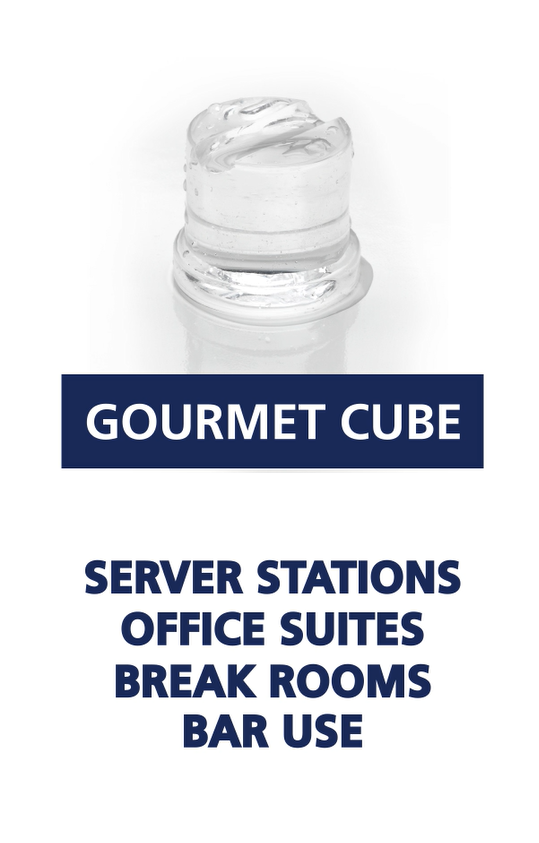 GOURMET CUBE
SERVER STATIONS
OFFICE SUITES
BREAK ROOMS
BAR USE